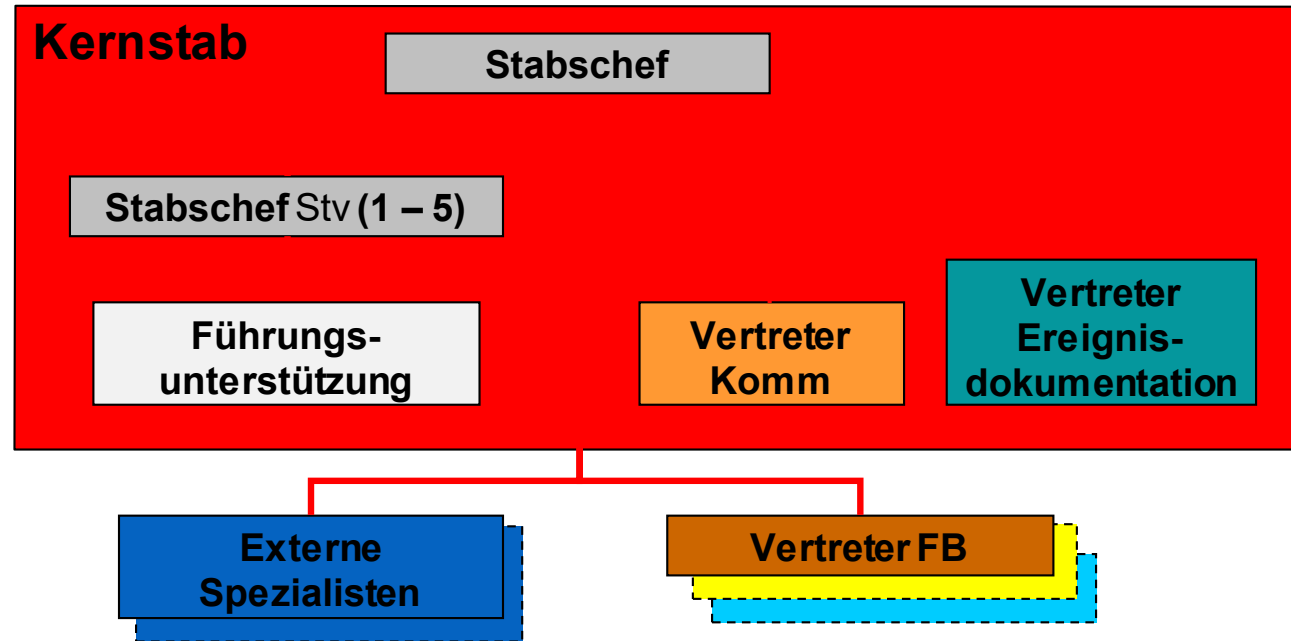 Kernstab
Stabschef
Stabschef Stv (1 – 5)
Führungs-
unterstützung
Vertreter
Komm
Vertreter
Ereignis-
dokumentation
Externe
Spezialisten
Vertreter FB